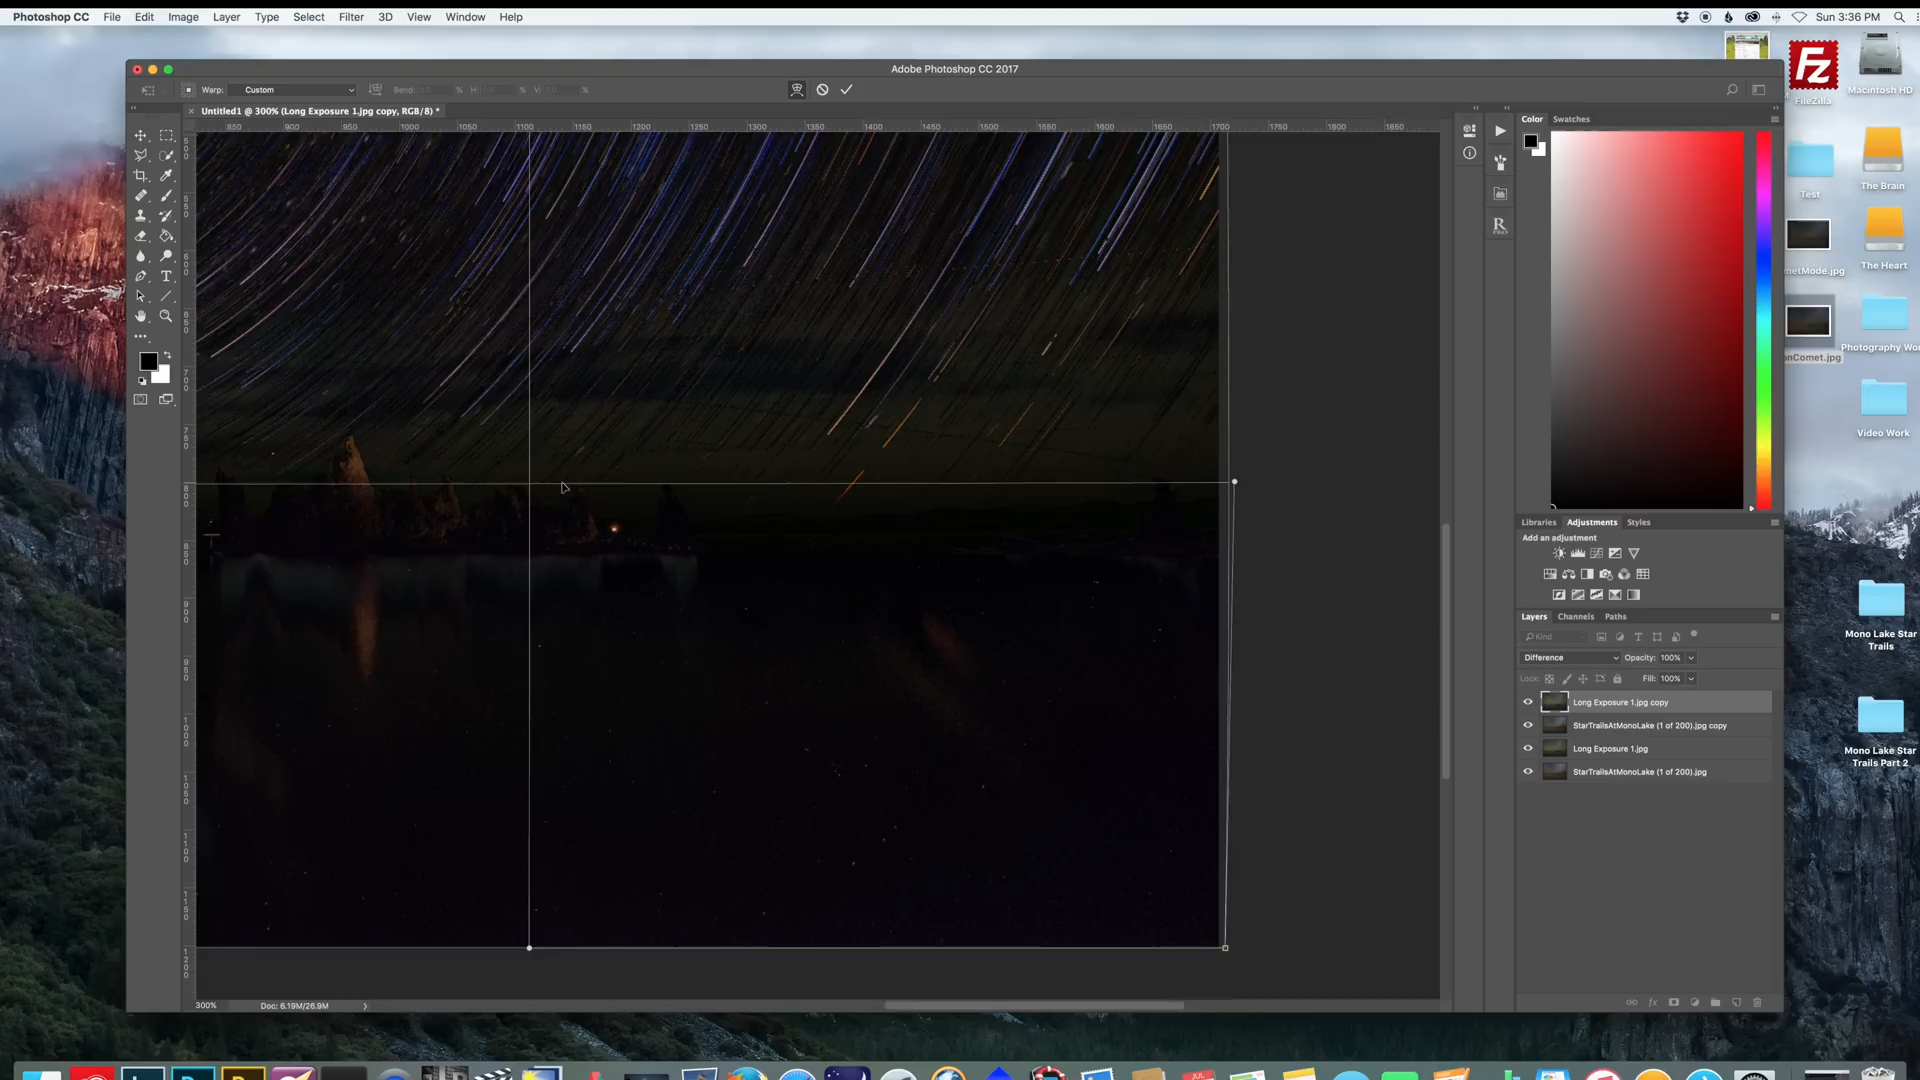 Photoshop CC File Edit Image Layer Type Select Filter 3D View Window Help
Sun 3:36 PM
Adobe Photoshop CC 2017
Warp: Custom Bend: % H: % V: %
Untitled1 @ 300% (Long Exposure 1.jpg copy, RGB/8) *
850 900 950 1000 1050 1100 1150 1200 1250 1300 1350 1400 1450 1500 1550 1600 1650 1700 1750 1800 1850
300% Doc: 6.19M/26.9M
Color Swatches
Libraries Adjustments Styles
Add an adjustment
Layers Channels Paths
Kind
Difference Opacity: 100%
Lock: Fill: 100%
Long Exposure 1.jpg copy
StarTrailsAtMonoLake (1 of 200).jpg copy
Long Exposure 1.jpg
StarTrailsAtMonoLake (1 of 200).jpg
Fz
FileZilla
Macintosh HD
Test
The Brain
metMode.jpg
The Heart
onComet.jpg
Photography Wor
Video Work
Mono Lake Star
Trails
Mono Lake Star
Trails Part 2
JUL